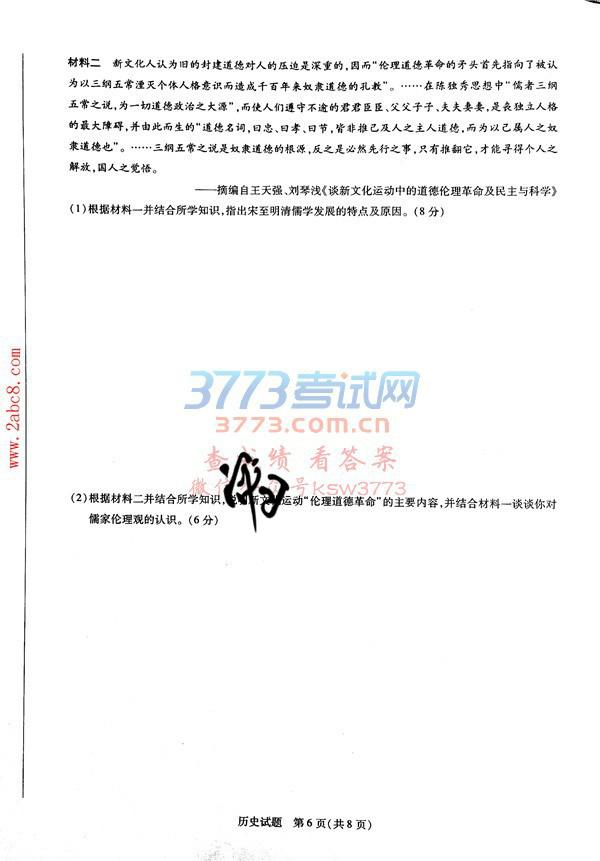 材料二 新文化人认为旧的封建道德对人的压迫是深重的,因而“伦理道德革命的矛头首先指向了被认
为以三纲五常湮灭个体人格意识而造成千百年来奴隶道德的孔教”。……在陈独秀思想中“儒者三纲
五常之说,为一切道德政治之大源”,而使人们遵守不逾的君君臣臣、父父子子、夫夫妻妻,是丧独立人格
的最大障碍,并由此而生的“道德名词,曰忠、曰孝、曰节,皆非推己及人之主人道德,而为以己属人之奴
隶道德也”。……三纲五常之说是奴隶道德的根源,反之是必然先行之事,只有推翻它,才能寻得个人之
解放,国人之觉悟。
——摘编自王天强、刘琴浅《谈新文化运动中的道德伦理革命及民主与科学》
(1)根据材料一并结合所学知识,指出宋至明清儒学发展的特点及原因。(8分)
www.2abc8.com
3773考试网
3773.com.cn
查成绩 看答案
微信 号ksw3773
(2)根据材料二并结合所学知识, 新文 运动“伦理道德革命”的主要内容,并结合材料一谈谈你对
儒家伦理观的认识。(6分)
历史试题 第6页(共8页)